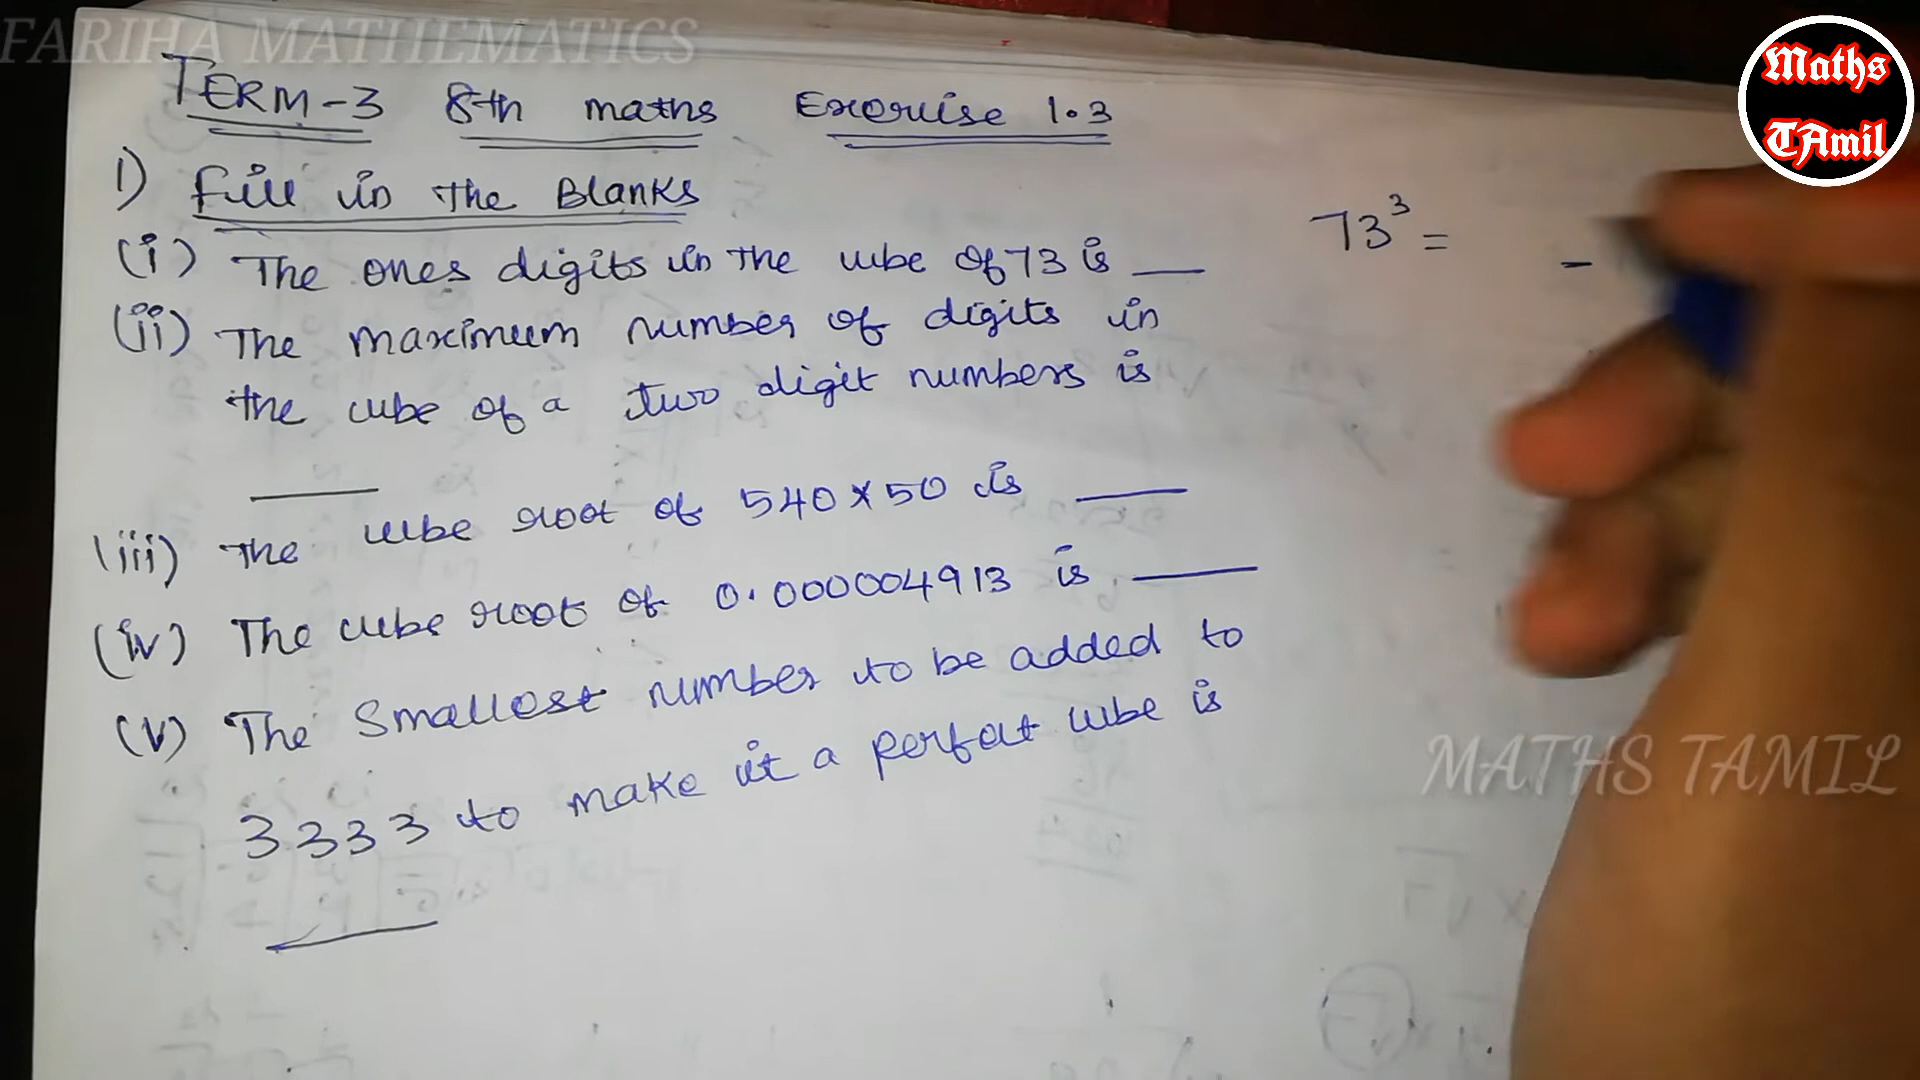 FARIHA MATHEMATICS
Maths
TAmil
TERM-3 8th maths Exercise 1.3
1) Fill in the Blanks
(i) The ones digits in the cube of 73 is __
73³ = -
(ii) The maximum number of digits in
the cube of a two digit numbers is
____
(iii) The cube root of 540×50 is ___
(iv) The cube root of 0.000004913 is ___
(v) The Smallest number to be added to
3333 to make it a perfect cube is
____
MATHS TAMIL